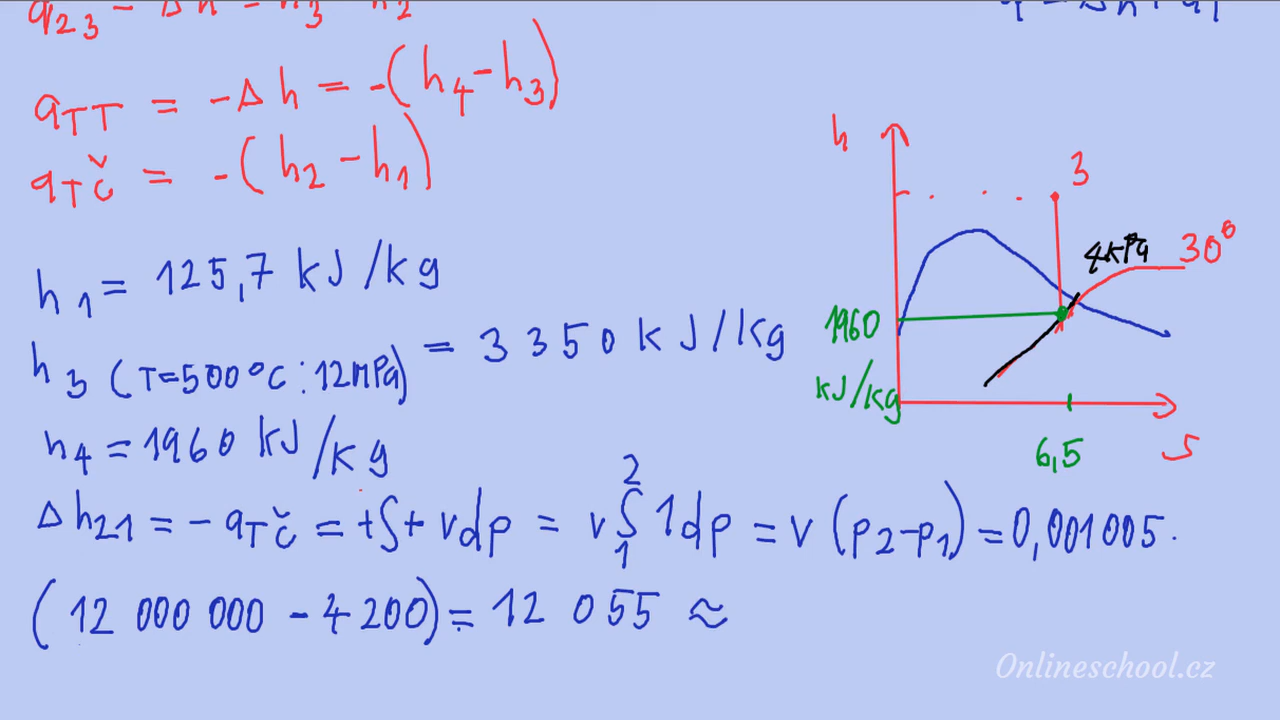 q23 = Δh = h3 - h2
qTT = -Δh = -(h4-h3)
qTč = -(h2-h1)
h1 = 125,7 kJ/kg
h3 (T=500°C; 12MPa) = 3350 kJ/kg
h4 = 1960 kJ/kg
Δh21 = -qTč = +∫+vdp = v∫1dp = v(p2-p1) = 0,001005.
2
1
(12 000 000 - 4 200) = 12 055 ≈
h
3
4kPa
30°
1960
kJ/kg
6,5
s
Onlineschool.cz